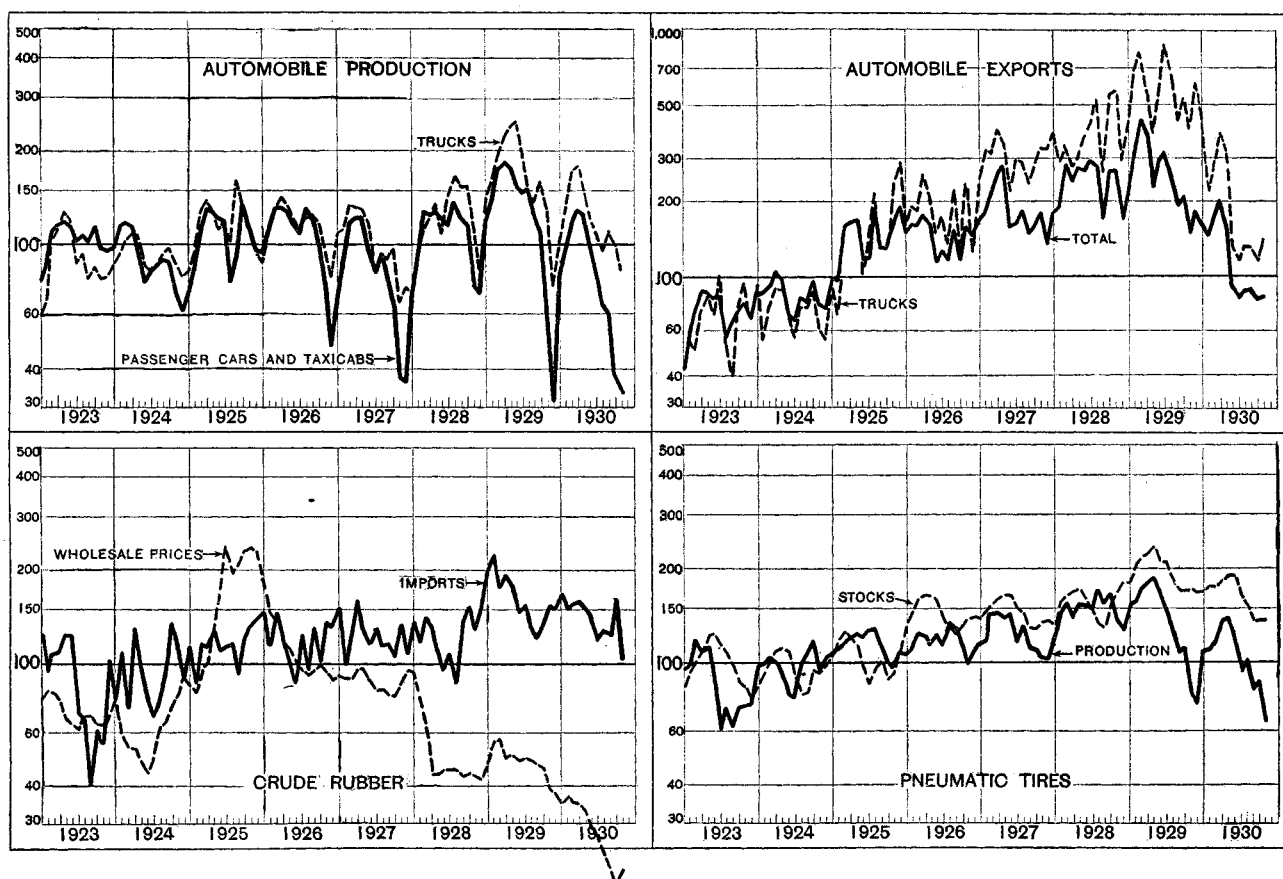 AUTOMOBILE PRODUCTION
500
400
300
200
150
100
60
40
30
TRUCKS
PASSENGER CARS AND TAXICABS
1923 1924 1925 1926 1927 1928 1929 1930
AUTOMOBILE EXPORTS
1,000
700
500
300
200
100
60
40
30
TOTAL
TRUCKS
1923 1924 1925 1926 1927 1928 1929 1930
500
400
300
200
150
100
60
40
30
WHOLESALE PRICES
IMPORTS
CRUDE RUBBER
1923 1924 1925 1926 1927 1928 1929 1930
500
400
300
200
150
100
60
40
30
STOCKS
PRODUCTION
PNEUMATIC TIRES
1923 1924 1925 1926 1927 1928 1929 1930